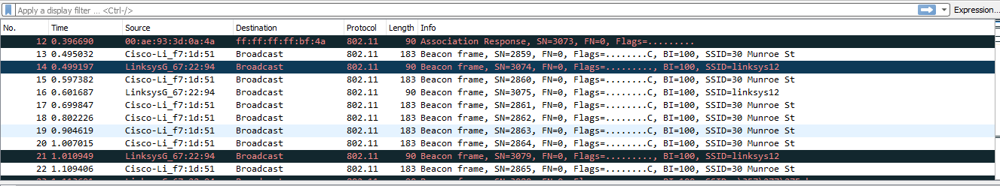 Apply a display filter ... <Ctrl-/> Expression...
No. Time Source Destination Protocol Length Info
12 0.396690 00:ae:93:3d:0a:4a ff:ff:ff:ff:bf:4a 802.11 90 Association Response, SN=3073, FN=0, Flags=.........
13 0.495032 Cisco-Li_f7:1d:51 Broadcast 802.11 183 Beacon frame, SN=2859, FN=0, Flags=........C, BI=100, SSID=30 Munroe St
14 0.499197 LinksysG_67:22:94 Broadcast 802.11 90 Beacon frame, SN=3074, FN=0, Flags=........C, BI=100, SSID=linksys12
15 0.597382 Cisco-Li_f7:1d:51 Broadcast 802.11 183 Beacon frame, SN=2860, FN=0, Flags=........C, BI=100, SSID=30 Munroe St
16 0.601687 LinksysG_67:22:94 Broadcast 802.11 90 Beacon frame, SN=3075, FN=0, Flags=........C, BI=100, SSID=linksys12
17 0.699847 Cisco-Li_f7:1d:51 Broadcast 802.11 183 Beacon frame, SN=2861, FN=0, Flags=........C, BI=100, SSID=30 Munroe St
18 0.802226 Cisco-Li_f7:1d:51 Broadcast 802.11 183 Beacon frame, SN=2862, FN=0, Flags=........C, BI=100, SSID=30 Munroe St
19 0.904619 Cisco-Li_f7:1d:51 Broadcast 802.11 183 Beacon frame, SN=2863, FN=0, Flags=........C, BI=100, SSID=30 Munroe St
20 1.007015 Cisco-Li_f7:1d:51 Broadcast 802.11 183 Beacon frame, SN=2864, FN=0, Flags=........C, BI=100, SSID=30 Munroe St
21 1.010949 LinksysG_67:22:94 Broadcast 802.11 90 Beacon frame, SN=3079, FN=0, Flags=........C, BI=100, SSID=linksys12
22 1.109406 Cisco-Li_f7:1d:51 Broadcast 802.11 183 Beacon frame, SN=2865, FN=0, Flags=........C, BI=100, SSID=30 Munroe St